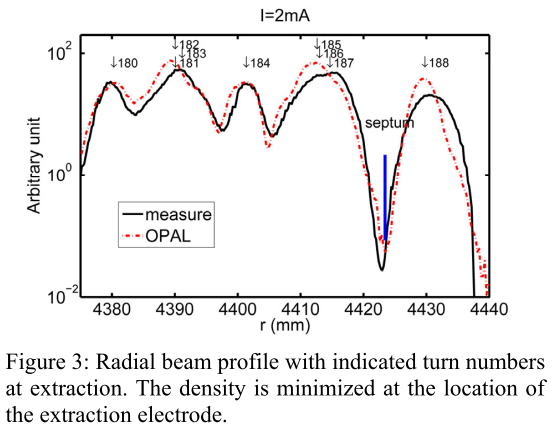 I=2mA
10²
10⁰
10⁻²
Arbitrary unit
↓180
↓182
↓183
↓181
↓184
↓185
↓186
↓187
↓188
septum
measure
OPAL
4380 4390 4400 4410 4420 4430 4440
r (mm)
Figure 3: Radial beam profile with indicated turn numbers
at extraction. The density is minimized at the location of
the extraction electrode.